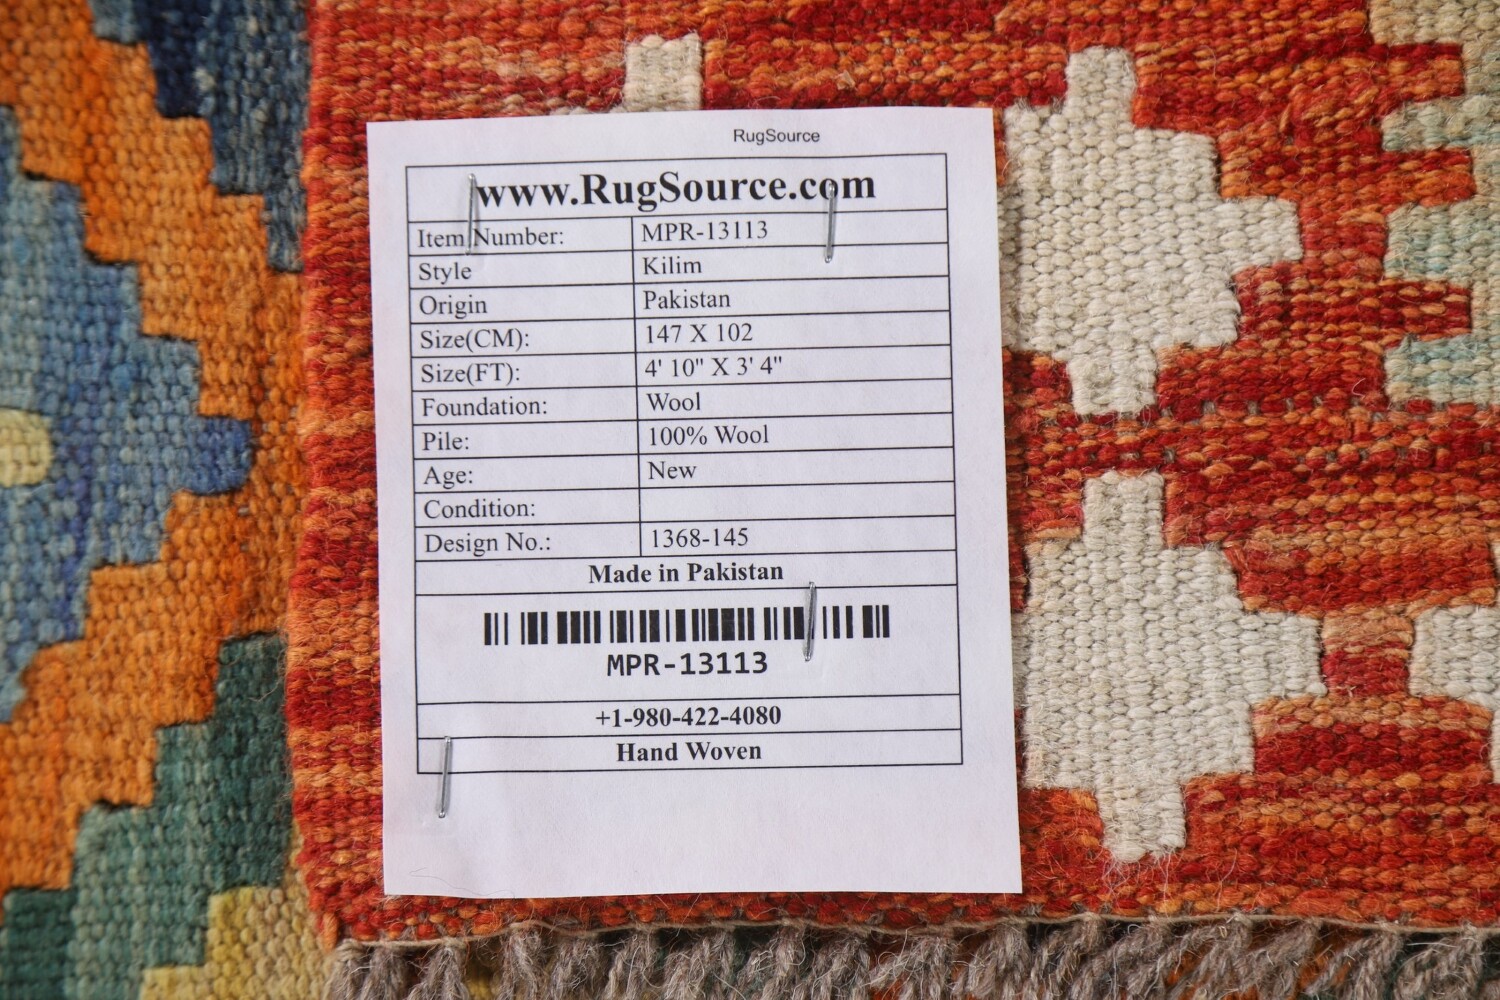 RugSource
www.RugSource.com
Item Number: MPR-13113
Style Kilim
Origin Pakistan
Size(CM): 147 X 102
Size(FT): 4' 10" X 3' 4"
Foundation: Wool
Pile: 100% Wool
Age: New
Condition:
Design No.: 1368-145
Made in Pakistan
MPR-13113
+1-980-422-4080
Hand Woven